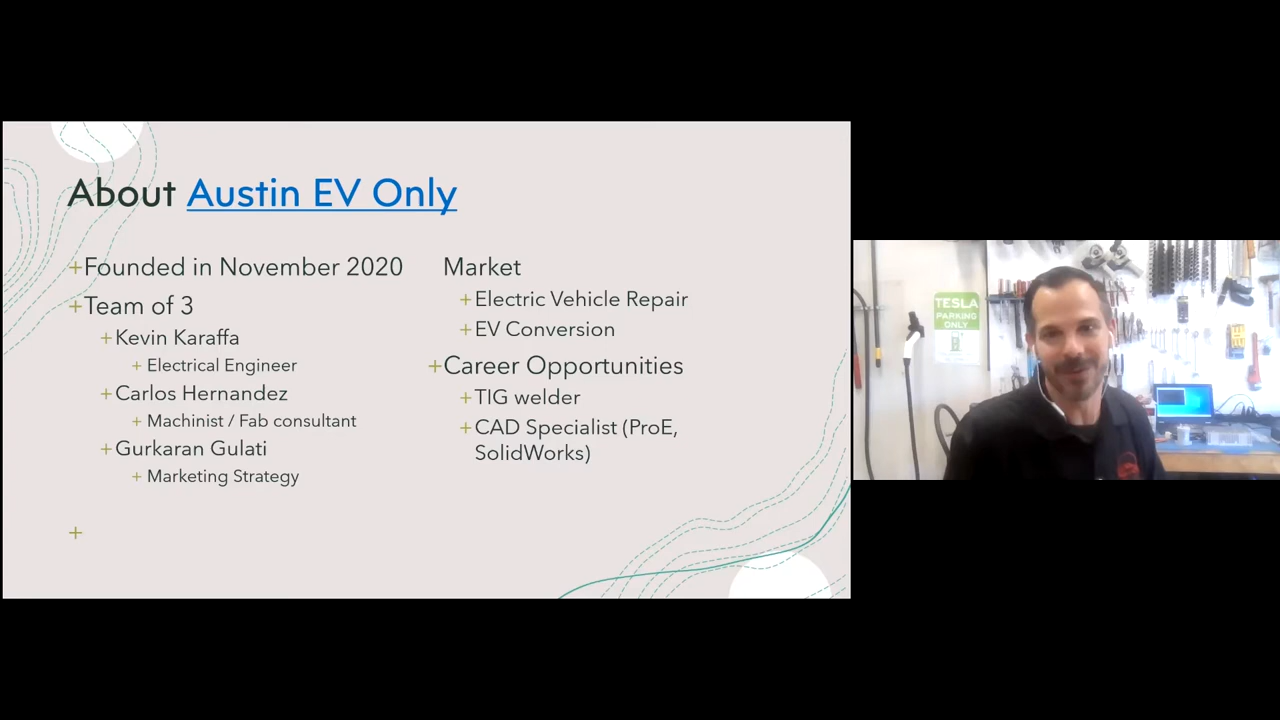 About Austin EV Only
+Founded in November 2020
+Team of 3
+Kevin Karaffa
+Electrical Engineer
+Carlos Hernandez
+Machinist / Fab consultant
+Gurkaran Gulati
+Marketing Strategy
+
Market
+Electric Vehicle Repair
+EV Conversion
+Career Opportunities
+TIG welder
+CAD Specialist (ProE,
SolidWorks)
TESLA
PARKING
ONLY